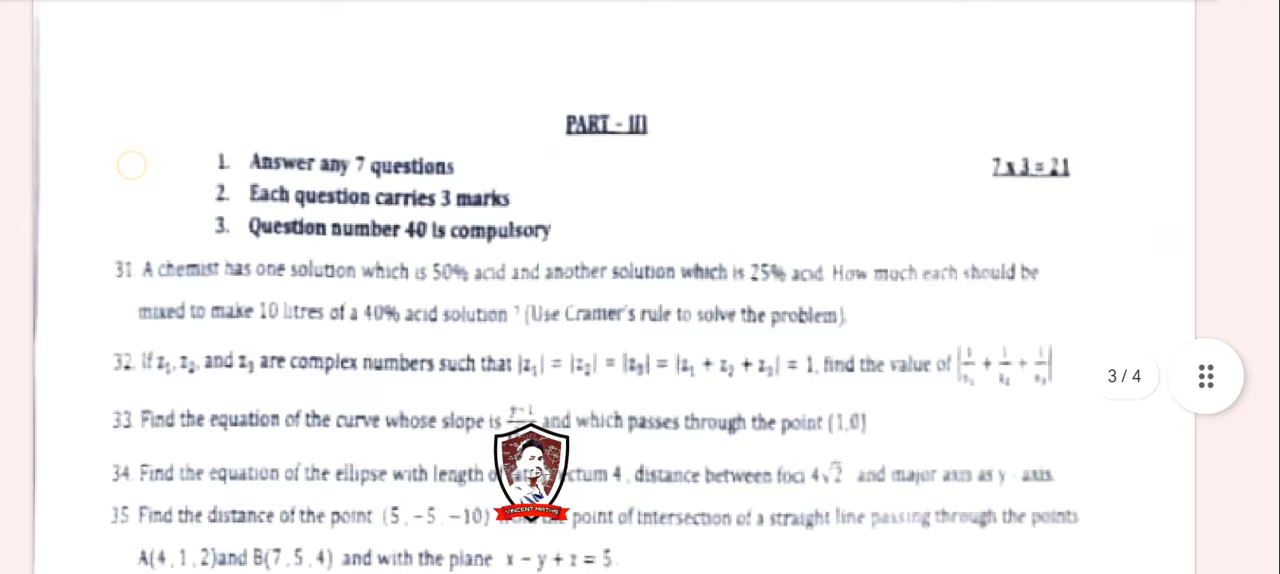 PART - III
1. Answer any 7 questions
7 x 3 = 21
2. Each question carries 3 marks
3. Question number 40 is compulsory
31. A chemist has one solution which is 50% acid and another solution which is 25% acid. How much each should be
mixed to make 10 litres of a 40% acid solution ? (Use Cramer's rule to solve the problem).
32. If z₁, z₂, and z₃ are complex numbers such that |z₁| = |z₂| = |z₃| = |z₁ + z₂ + z₃| = 1, find the value of |1/z₁ + 1/z₂ + 1/z₃|
3 / 4
33. Find the equation of the curve whose slope is and which passes through the point (1,0)
34. Find the equation of the ellipse with length 4, distance between foci 4√2 and major axis as y - axis.
35. Find the distance of the point (5, -5, -10) point of intersection of a straight line passing through the points
VINCENT MATHS
A(4, 1, 2)and B(7, 5, 4) and with the plane x - y + z = 5.